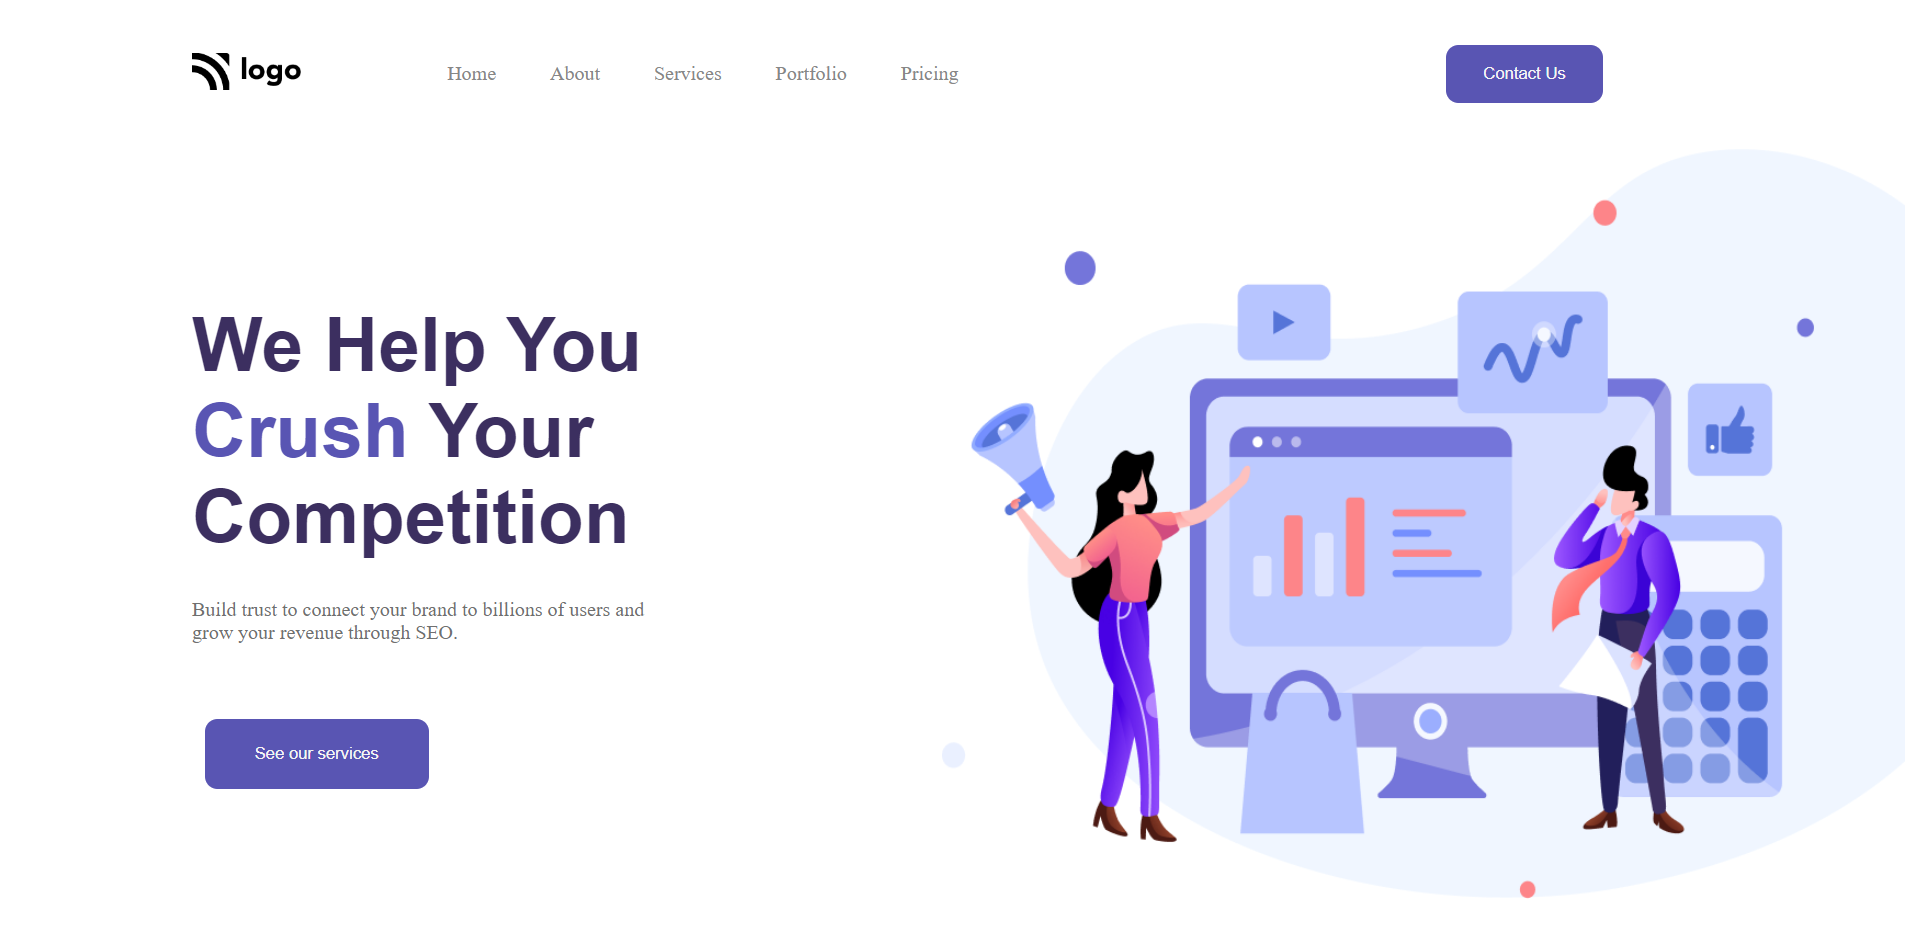 logo
Home About Services Portfolio Pricing
Contact Us
We Help You
Crush Your
Competition
Build trust to connect your brand to billions of users and
grow your revenue through SEO.
See our services